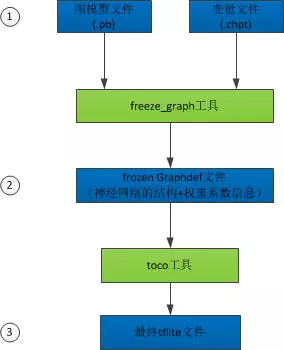 ① 图模型文件 变量文件
(.pb) (.chpt)
freeze_graph工具
② frozen Graphdef文件
（神经网络的结构+权重系数信息）
toco工具
③ 最终tflite文件